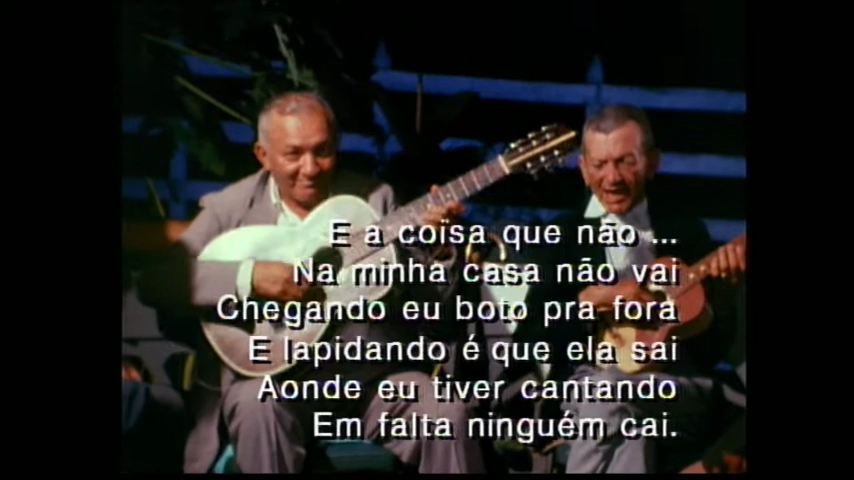 E a coisa que não ...
Na minha casa não vai
Chegando eu boto pra fora
E lapidando é que ela sai
Aonde eu tiver cantando
Em falta ninguém cai.